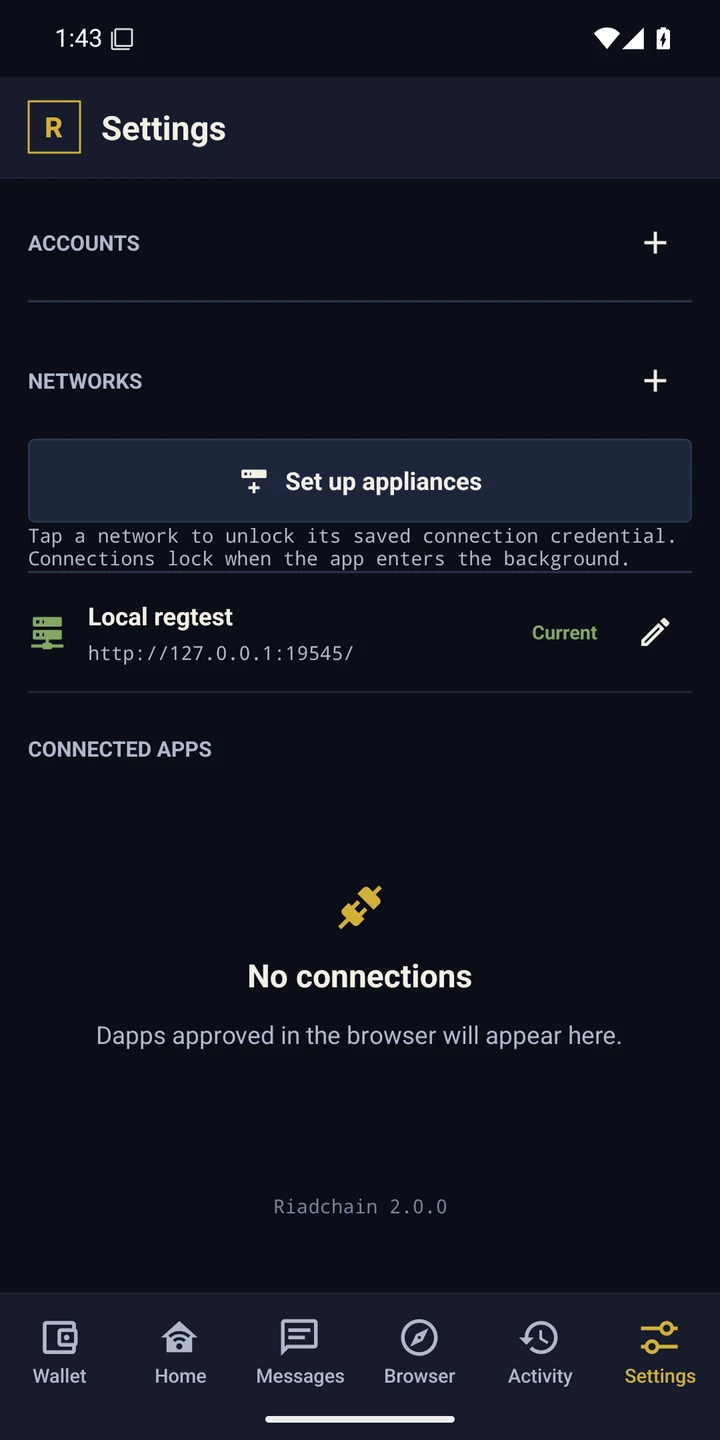 1:43
R
Settings
ACCOUNTS
NETWORKS
Set up appliances
Tap a network to unlock its saved connection credential.
Connections lock when the app enters the background.
Local regtest
http://127.0.0.1:19545/
Current
CONNECTED APPS
No connections
Dapps approved in the browser will appear here.
Riadchain 2.0.0
Wallet
Home
Messages
Browser
Activity
Settings